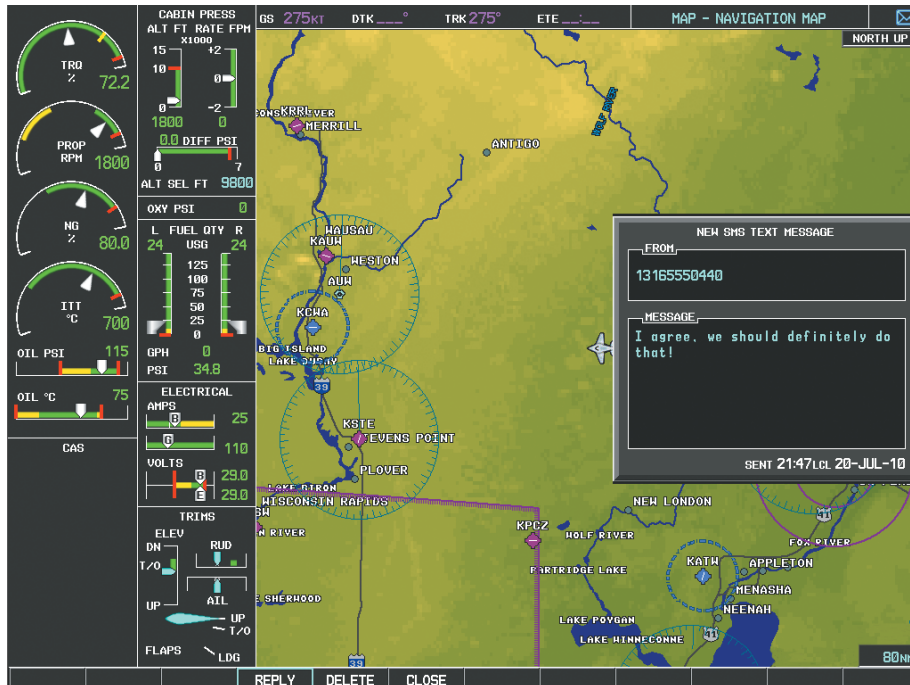 GS 275KT DTK ___° TRK 275° ETE __:__ MAP - NAVIGATION MAP
NORTH UP
TRQ
%
72.2
PROP
RPM
1800
NG
%
80.0
ITT
°C
700
OIL PSI 115
OIL °C 75
CAS
CABIN PRESS
ALT FT RATE FPM
X1000
15 +2
10
0
0 -2
1800 0
0.0 DIFF PSI
0 7
ALT SEL FT 9800
OXY PSI 0
L FUEL QTY R
24 USG 24
125
100
75
50
25
0
GPH 0
PSI 34.8
ELECTRICAL
AMPS
B 25
G 110
VOLTS
B 29.0
E 29.0
TRIMS
ELEV
DN RUD
T/O
UP AIL
UP
T/O
FLAPS LDG
KRRL
MERRILL
ANTIGO
WOLF RIVER
WAUSAU
KAUW
WESTON
AUW
KCWA
BIG ISLAND
39
KSTE
STEVENS POINT
PLOVER
WISCONSIN RAPIDS
KPCZ
NEW LONDON
WOLF RIVER
41
FOX RIVER
KATW
APPLETON
PARTRIDGE LAKE
MENASHA
NEENAH
LAKE POYGAN
LAKE WINNECONNE
41
39
80NM
NEW SMS TEXT MESSAGE
FROM
13165550440
MESSAGE
I agree, we should definitely do
that!
SENT 21:47LCL 20-JUL-10
REPLY DELETE CLOSE